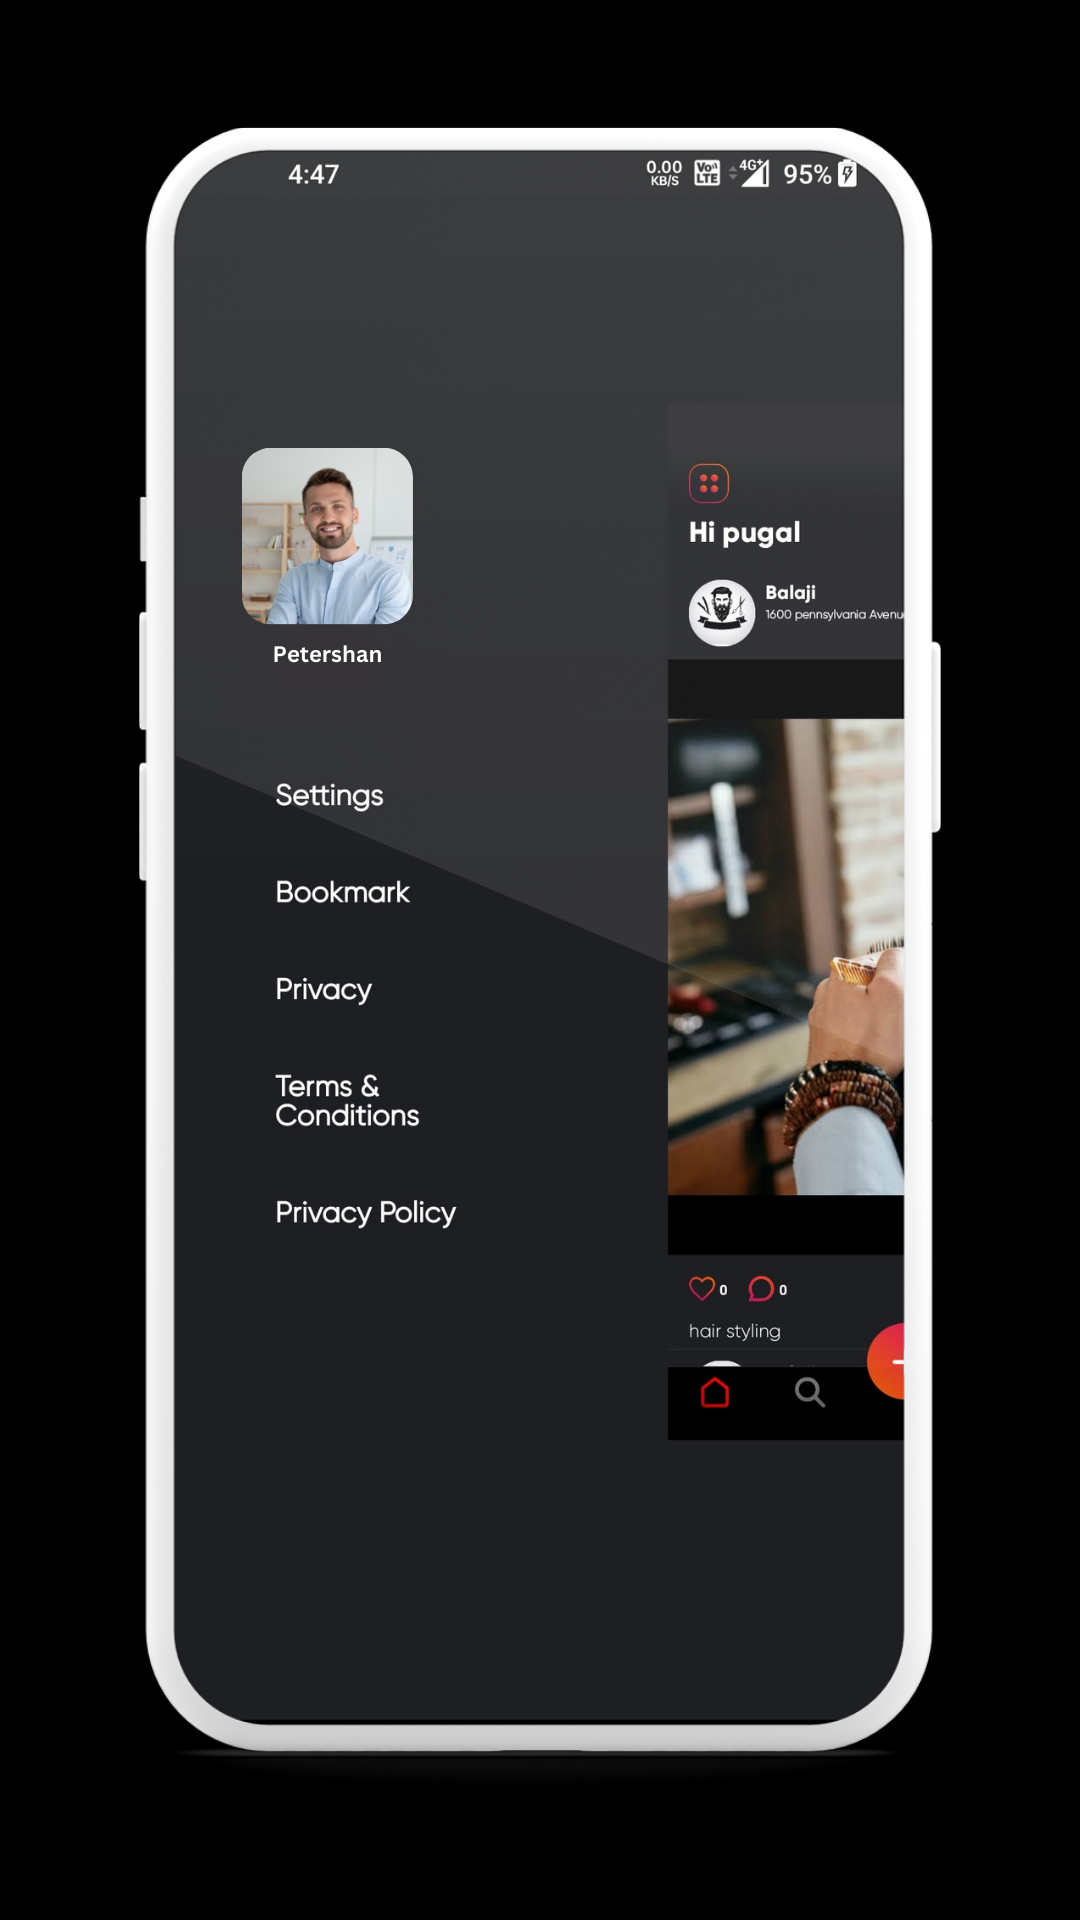 4:47
0.00
KB/S
Vo))
LTE
4G+
95%
Petershan
Settings
Bookmark
Privacy
Terms &
Conditions
Privacy Policy
Hi pugal
Balaji
1600 pennsylvania Avenu
0
0
hair styling